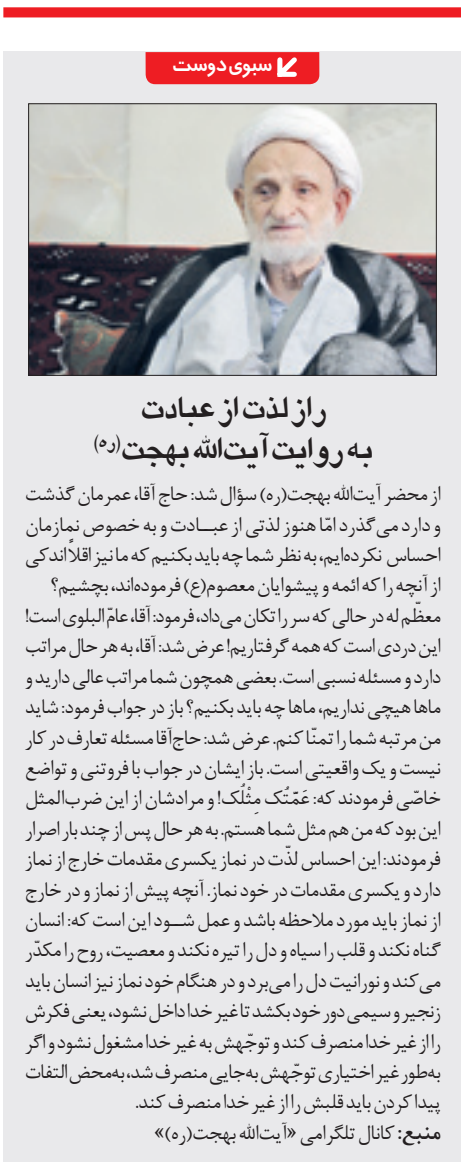 سبوی دوست
راز لذت از عبادت
به روایت آیت‌الله بهجت(ره)
از محضر آیت‌الله بهجت(ره) سؤال شد: حاج آقا، عمرمان گذشت
و دارد می گذرد امّا هنوز لذتی از عبــادت و به خصوص نمازمان
احساس نکرده‌ایم، به نظر شما چه باید بکنیم که ما نیز اقلاً اندکی
از آنچه را که ائمه و پیشوایان معصوم(ع) فرموده‌اند، بچشیم؟
معظّم له در حالی که سر را تکان می‌داد، فرمود: آقا، عامّ البلوی است!
این دردی است که همه گرفتاریم! عرض شد: آقا، به هر حال مراتب
دارد و مسئله نسبی است. بعضی همچون شما مراتب عالی دارید و
ماها هیچی نداریم، ماها چه باید بکنیم؟ باز در جواب فرمود: شاید
من مرتبه شما را تمنّا کنم. عرض شد: حاج‌آقا مسئله تعارف در کار
نیست و یک واقعیتی است. باز ایشان در جواب با فروتنی و تواضع
خاصّی فرمودند که: عَمّتُک مِثلُک! و مرادشان از این ضرب‌المثل
این بود که من هم مثل شما هستم. به هر حال پس از چند بار اصرار
فرمودند: این احساس لذّت در نماز یکسری مقدمات خارج از نماز
دارد و یکسری مقدمات در خود نماز. آنچه پیش از نماز و در خارج
از نماز باید مورد ملاحظه باشد و عمل شــود این است که: انسان
گناه نکند و قلب را سیاه و دل را تیره نکند و معصیت، روح را مکدّر
می کند و نورانیت دل را می‌برد و در هنگام خود نماز نیز انسان باید
زنجیر و سیمی دور خود بکشد تا غیر خدا داخل نشود، یعنی فکرش
را از غیر خدا منصرف کند و توجّهش به غیر خدا مشغول نشود و اگر
به‌طور غیر اختیاری توجّهش به‌جایی منصرف شد، به‌محض التفات
پیدا کردن باید قلبش را از غیر خدا منصرف کند.
منبع: کانال تلگرامی «آیت‌الله بهجت(ره)»